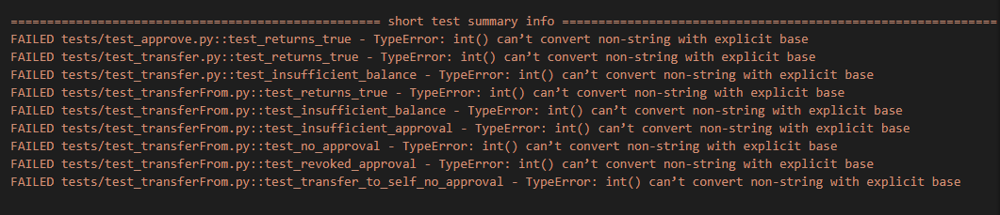 ================================================== short test summary info ============================================================
FAILED tests/test_approve.py::test_returns_true - TypeError: int() can’t convert non-string with explicit base
FAILED tests/test_transfer.py::test_returns_true - TypeError: int() can’t convert non-string with explicit base
FAILED tests/test_transfer.py::test_insufficient_balance - TypeError: int() can’t convert non-string with explicit base
FAILED tests/test_transferFrom.py::test_returns_true - TypeError: int() can’t convert non-string with explicit base
FAILED tests/test_transferFrom.py::test_insufficient_balance - TypeError: int() can’t convert non-string with explicit base
FAILED tests/test_transferFrom.py::test_insufficient_approval - TypeError: int() can’t convert non-string with explicit base
FAILED tests/test_transferFrom.py::test_no_approval - TypeError: int() can’t convert non-string with explicit base
FAILED tests/test_transferFrom.py::test_revoked_approval - TypeError: int() can’t convert non-string with explicit base
FAILED tests/test_transferFrom.py::test_transfer_to_self_no_approval - TypeError: int() can’t convert non-string with explicit base